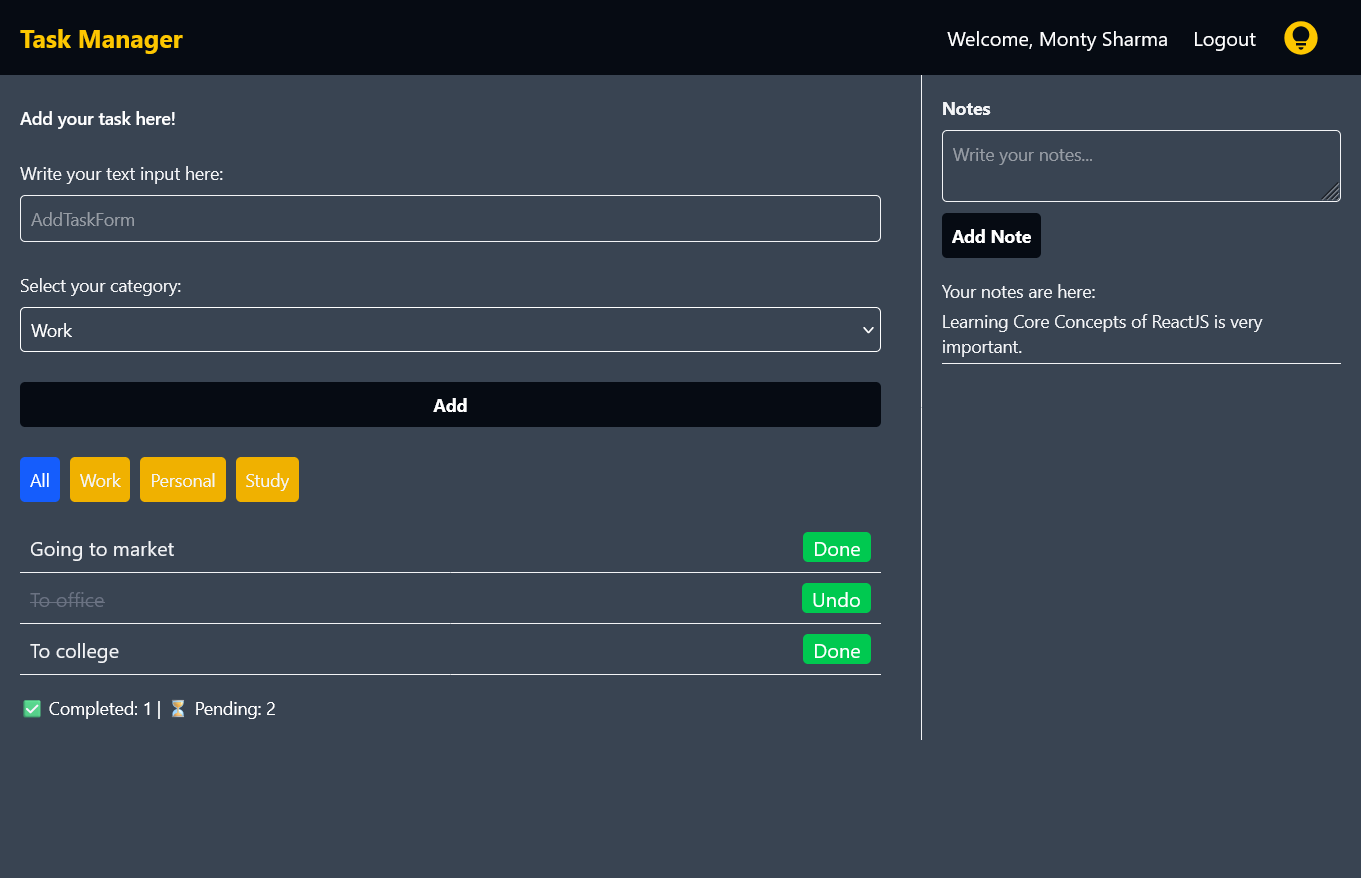 Task Manager
Welcome, Monty Sharma
Logout
Add your task here!
Write your text input here:
AddTaskForm
Select your category:
Work
Add
All
Work
Personal
Study
Going to market
Done
To office
Undo
To college
Done
✅ Completed: 1 | ⏳ Pending: 2
Notes
Write your notes...
Add Note
Your notes are here:
Learning Core Concepts of ReactJS is very
important.